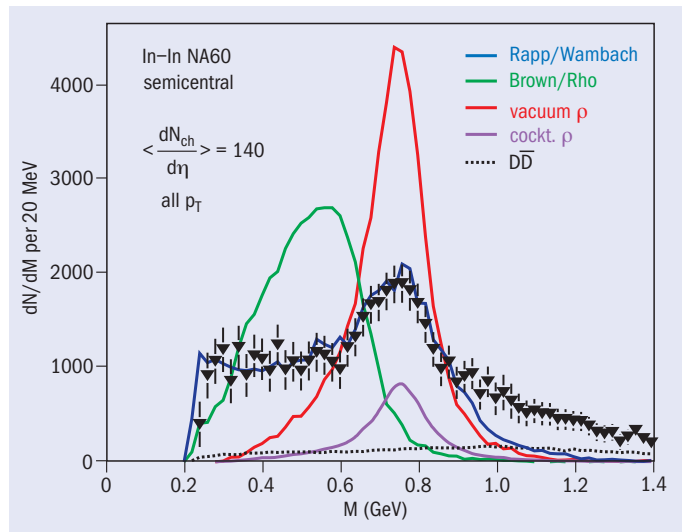 In–In NA60
semicentral
< dN_ch/dη > = 140
all p_T
Rapp/Wambach
Brown/Rho
vacuum ρ
cockt. ρ
DD̅
dN/dM per 20 MeV
4000
3000
2000
1000
0
0 0.2 0.4 0.6 0.8 1.0 1.2 1.4
M (GeV)